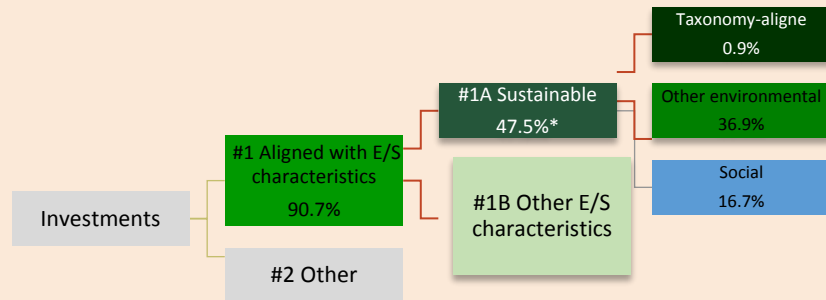 Taxonomy-aligne
0.9%
#1A Sustainable
47.5%*
Other environmental
36.9%
#1 Aligned with E/S
characteristics
90.7%
Social
16.7%
#1B Other E/S
characteristics
Investments
#2 Other